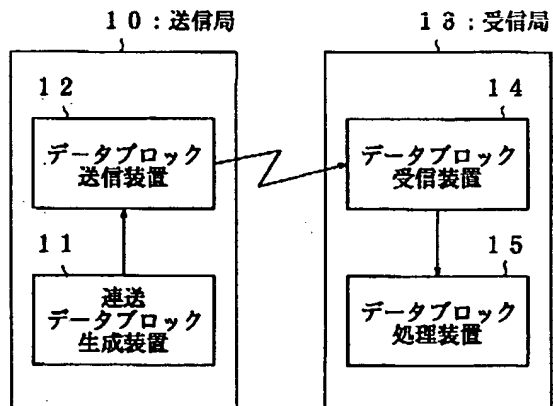 １０：送信局
１３：受信局
１２
データブロック
送信装置
１４
データブロック
受信装置
１１
連送
データブロック
生成装置
１５
データブロック
処理装置